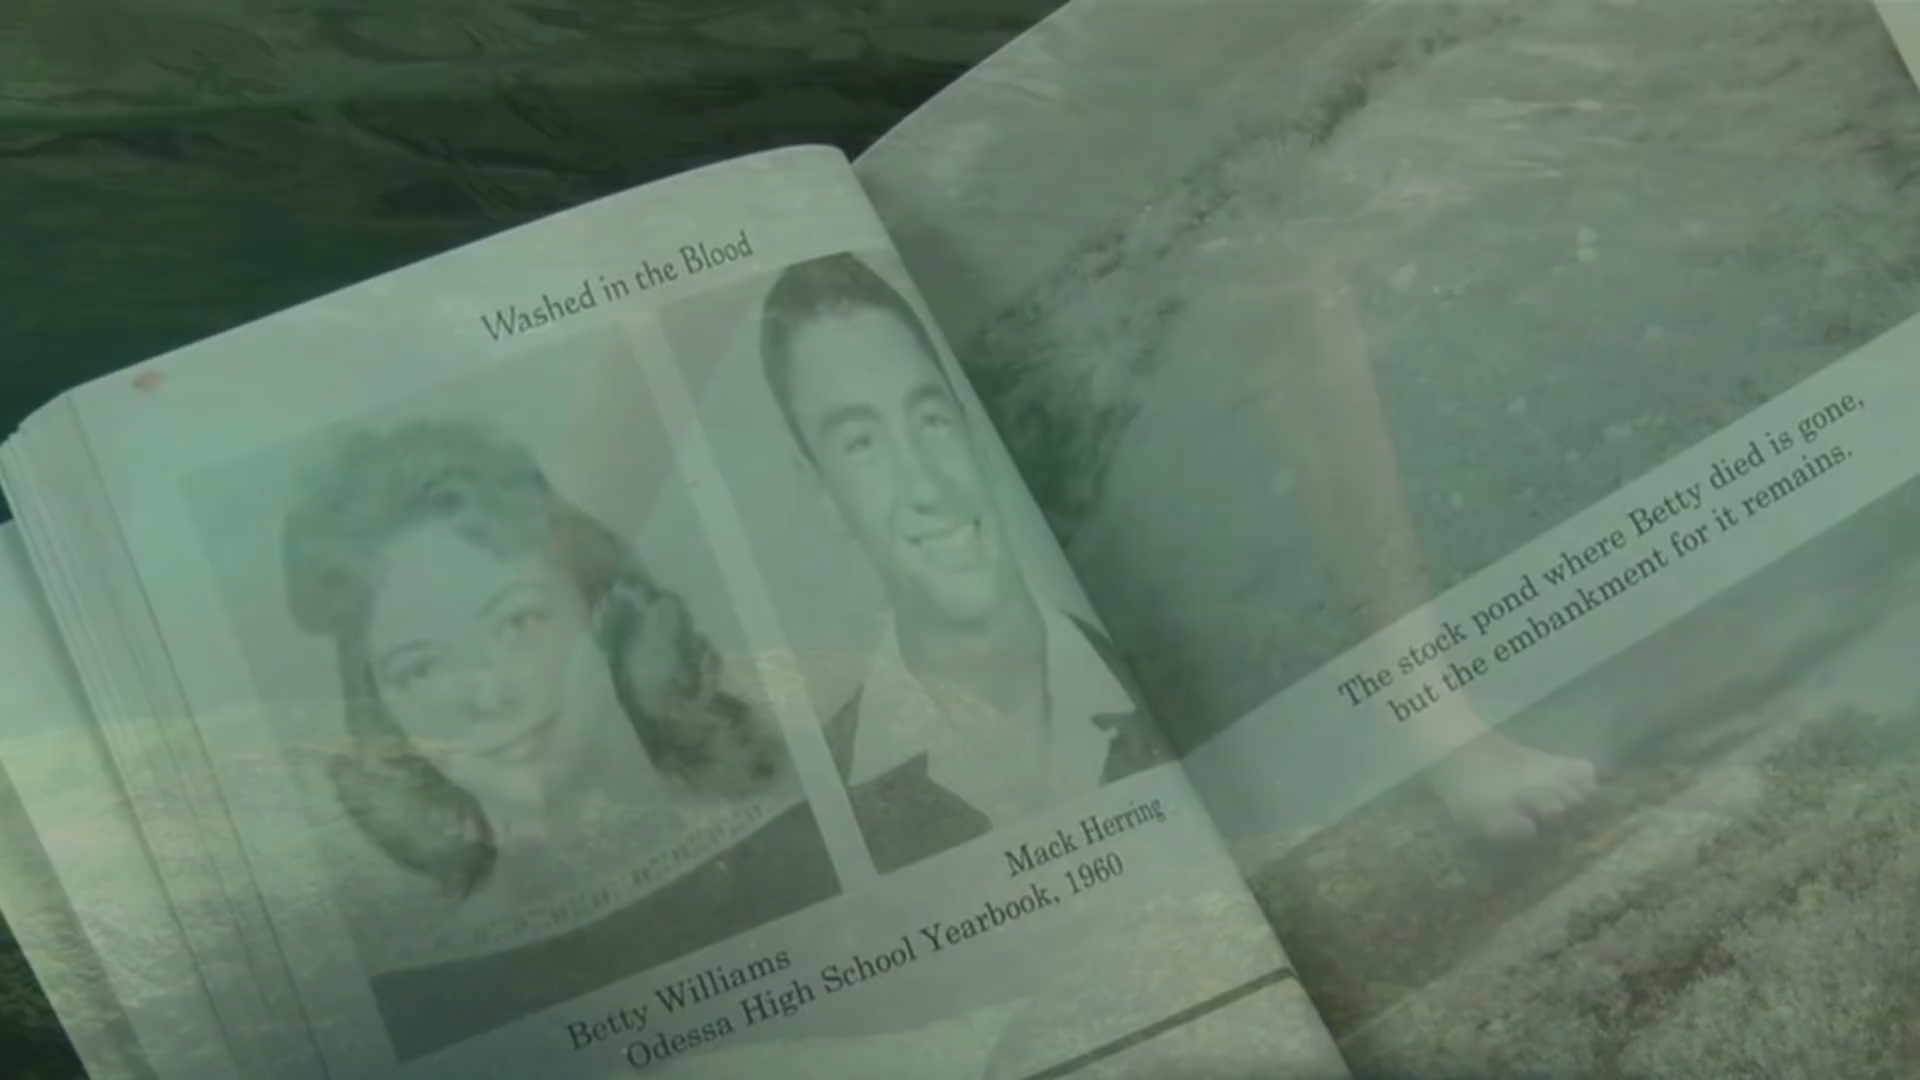 Washed in the Blood
Mack Herring
Betty Williams
Odessa High School Yearbook, 1960
The stock pond where Betty died is gone,
but the embankment for it remains.